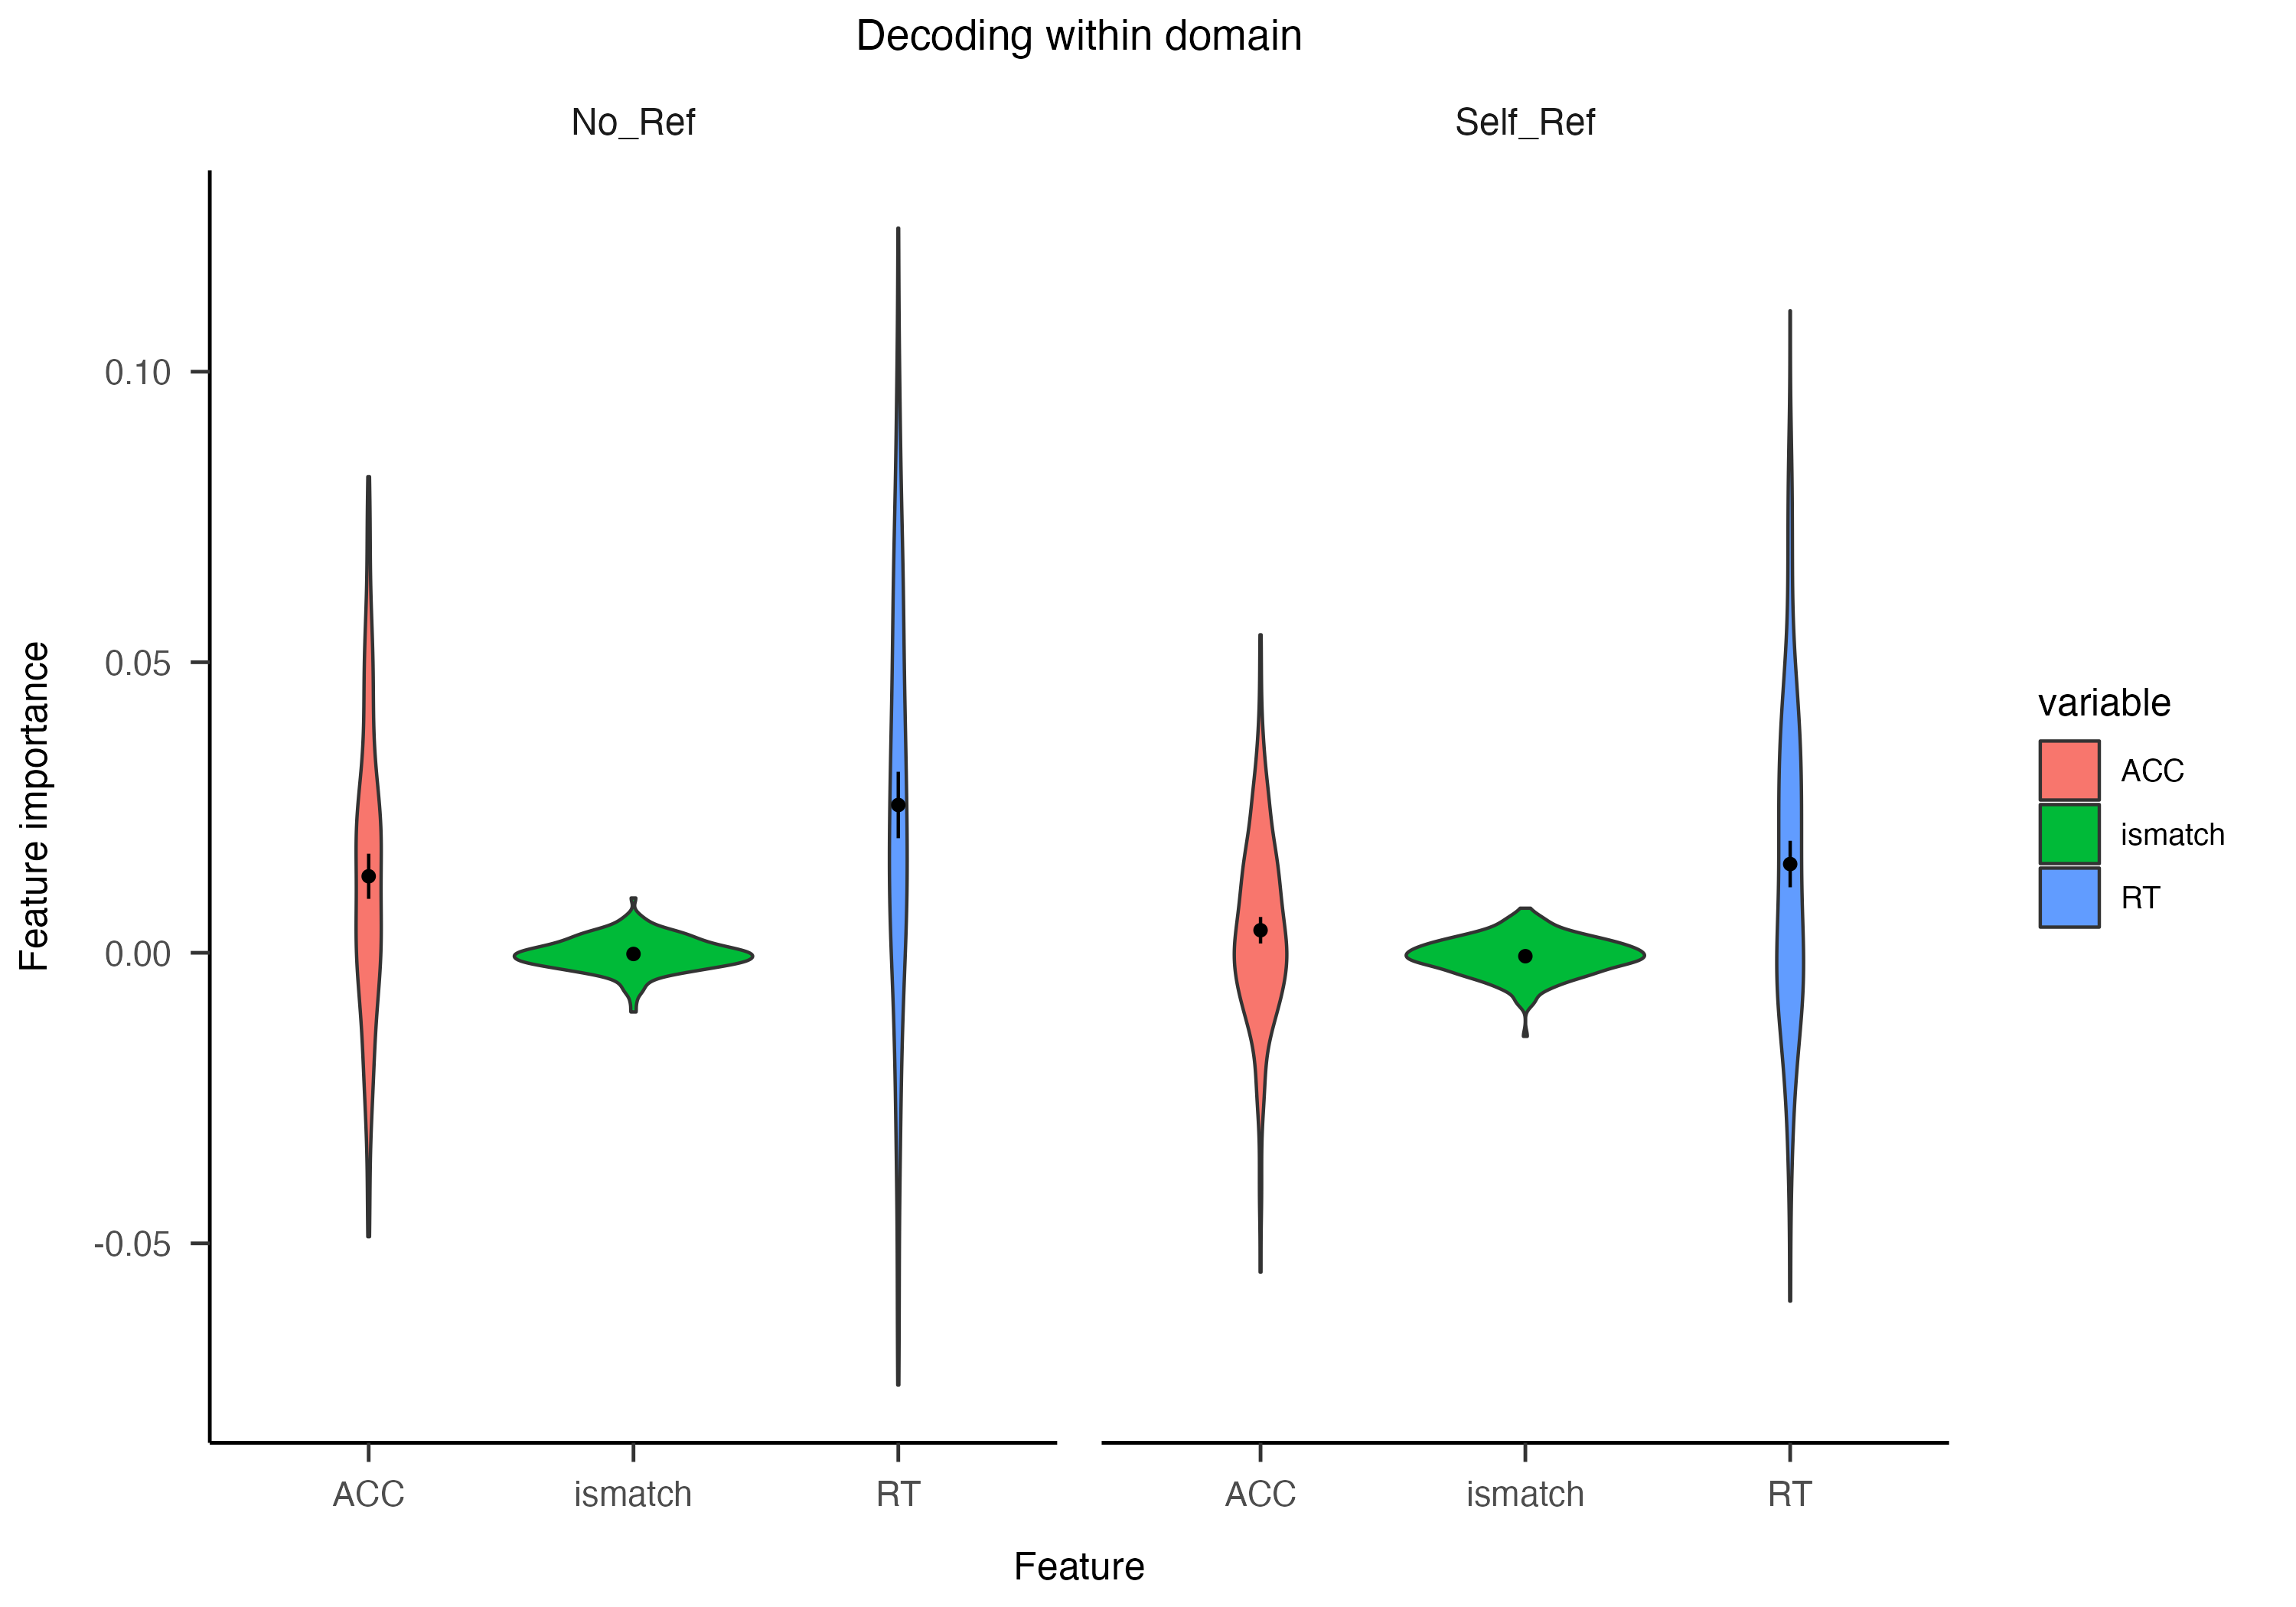 Decoding within domain
No_Ref
Self_Ref
Feature importance
0.10
0.05
0.00
-0.05
ACC
ismatch
RT
ACC
ismatch
RT
Feature
variable
ACC
ismatch
RT